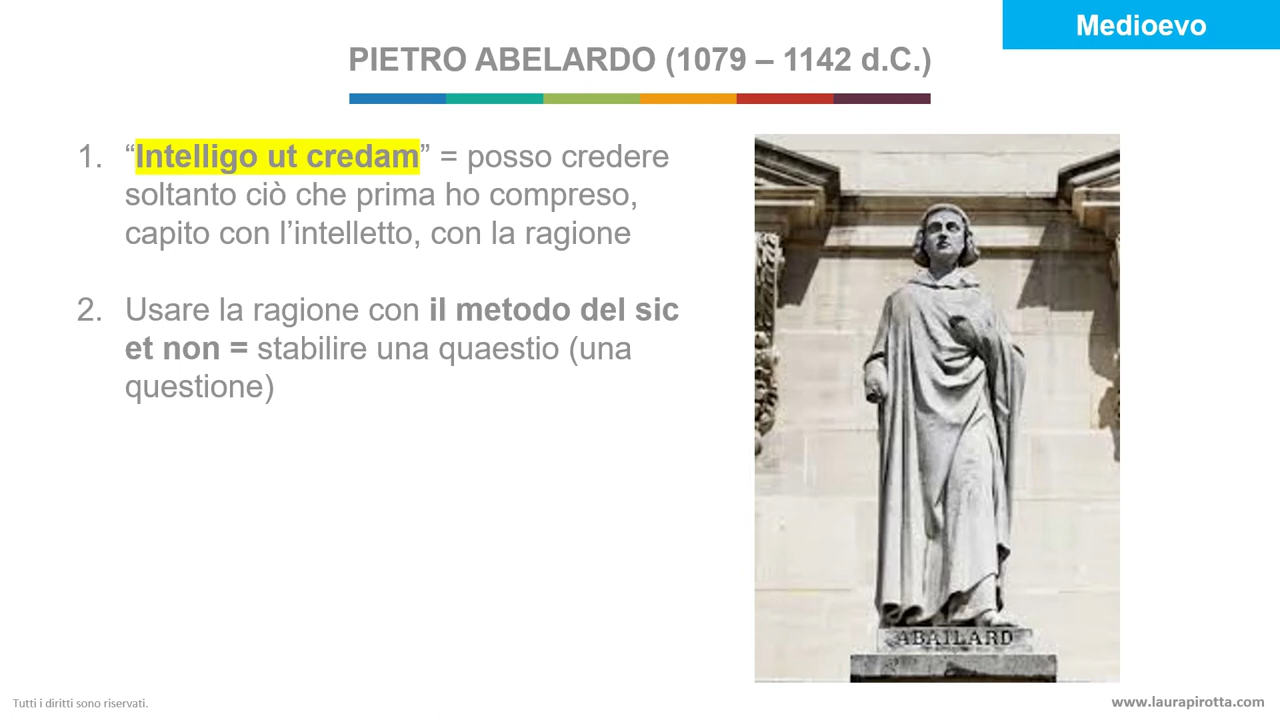 Medioevo
PIETRO ABELARDO (1079 – 1142 d.C.)
1. “Intelligo ut credam” = posso credere
soltanto ciò che prima ho compreso,
capito con l’intelletto, con la ragione
2. Usare la ragione con il metodo del sic
et non = stabilire una quaestio (una
questione)
ABAILARD
Tutti i diritti sono riservati.
www.laurapirotta.com